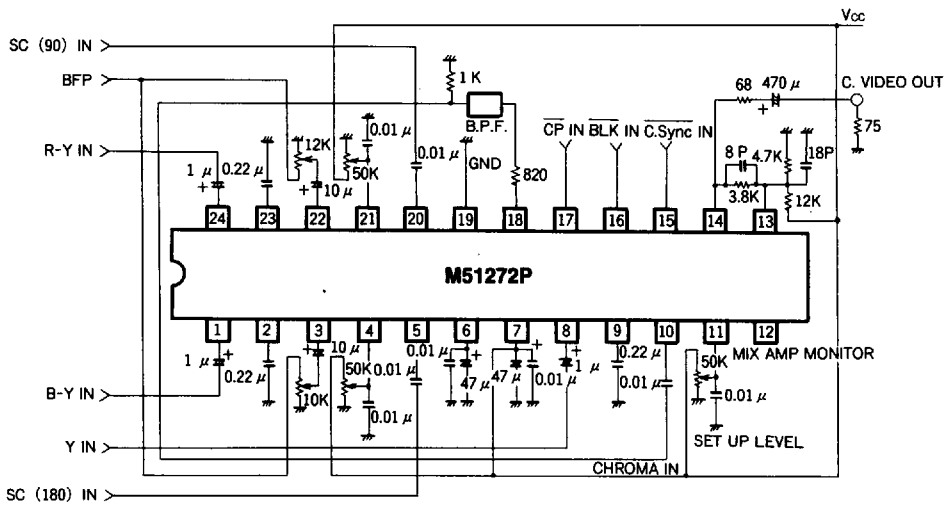 Vcc
SC (90) IN
BFP
1 K
68
470 μ
C. VIDEO OUT
B.P.F.
75
0.01 μ
C̅P̅ IN
B̅L̅K̅ IN
C̅.̅S̅y̅n̅c̅ IN
R-Y IN
12K
0.01 μ
GND
8 P
4.7K
18P
1 μ
+
0.22 μ
+
10 μ
50K
820
3.8K
12K
24
23
22
21
20
19
18
17
16
15
14
13
M51272P
1
2
3
4
5
6
7
8
9
10
11
12
1 μ
+
0.22 μ
+
10 μ
50K
0.01 μ
0.01 μ
+
47 μ
47 μ
+
0.01 μ
+
1 μ
0.22 μ
0.01 μ
50K
MIX AMP MONITOR
B-Y IN
10K
0.01 μ
0.01 μ
Y IN
SET UP LEVEL
CHROMA IN
SC (180) IN
+